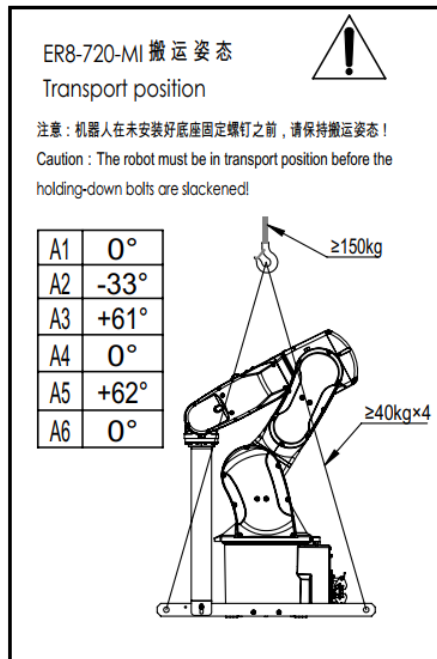 ER8-720-MI 搬运姿态
Transport position
注意：机器人在未安装好底座固定螺钉之前，请保持搬运姿态！
Caution：The robot must be in transport position before the
holding-down bolts are slackened!
A1 0°
A2 -33°
A3 +61°
A4 0°
A5 +62°
A6 0°
≥150kg
≥40kg×4